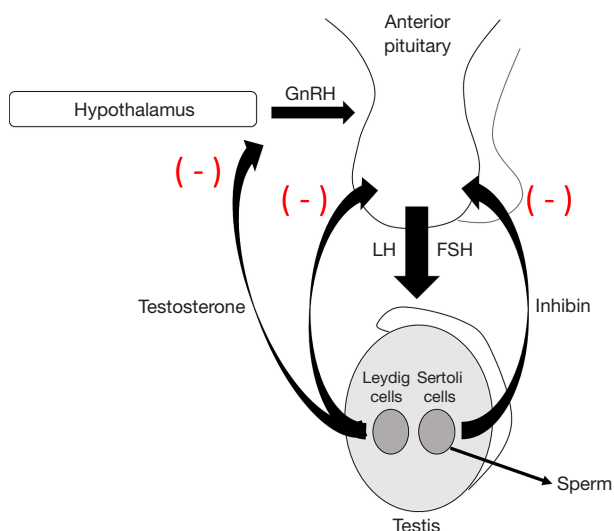 Anterior
pituitary
GnRH
Hypothalamus
( - )
( - )
( - )
LH
FSH
Testosterone
Inhibin
Leydig
cells
Sertoli
cells
Sperm
Testis